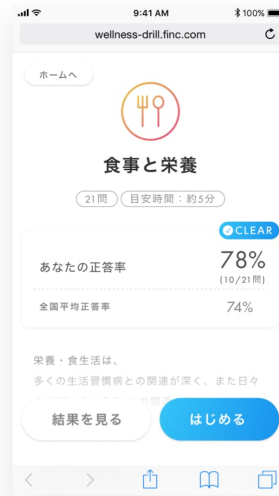 9:41 AM
100%
wellness-drill.finc.com
ホームへ
食事と栄養
21問 目安時間：約5分
CLEAR
あなたの正答率 78%
(10/21問)
全国平均正答率 74%
栄養・食生活は、
多くの生活習慣病との関連が深く、また日々
結果を見る はじめる